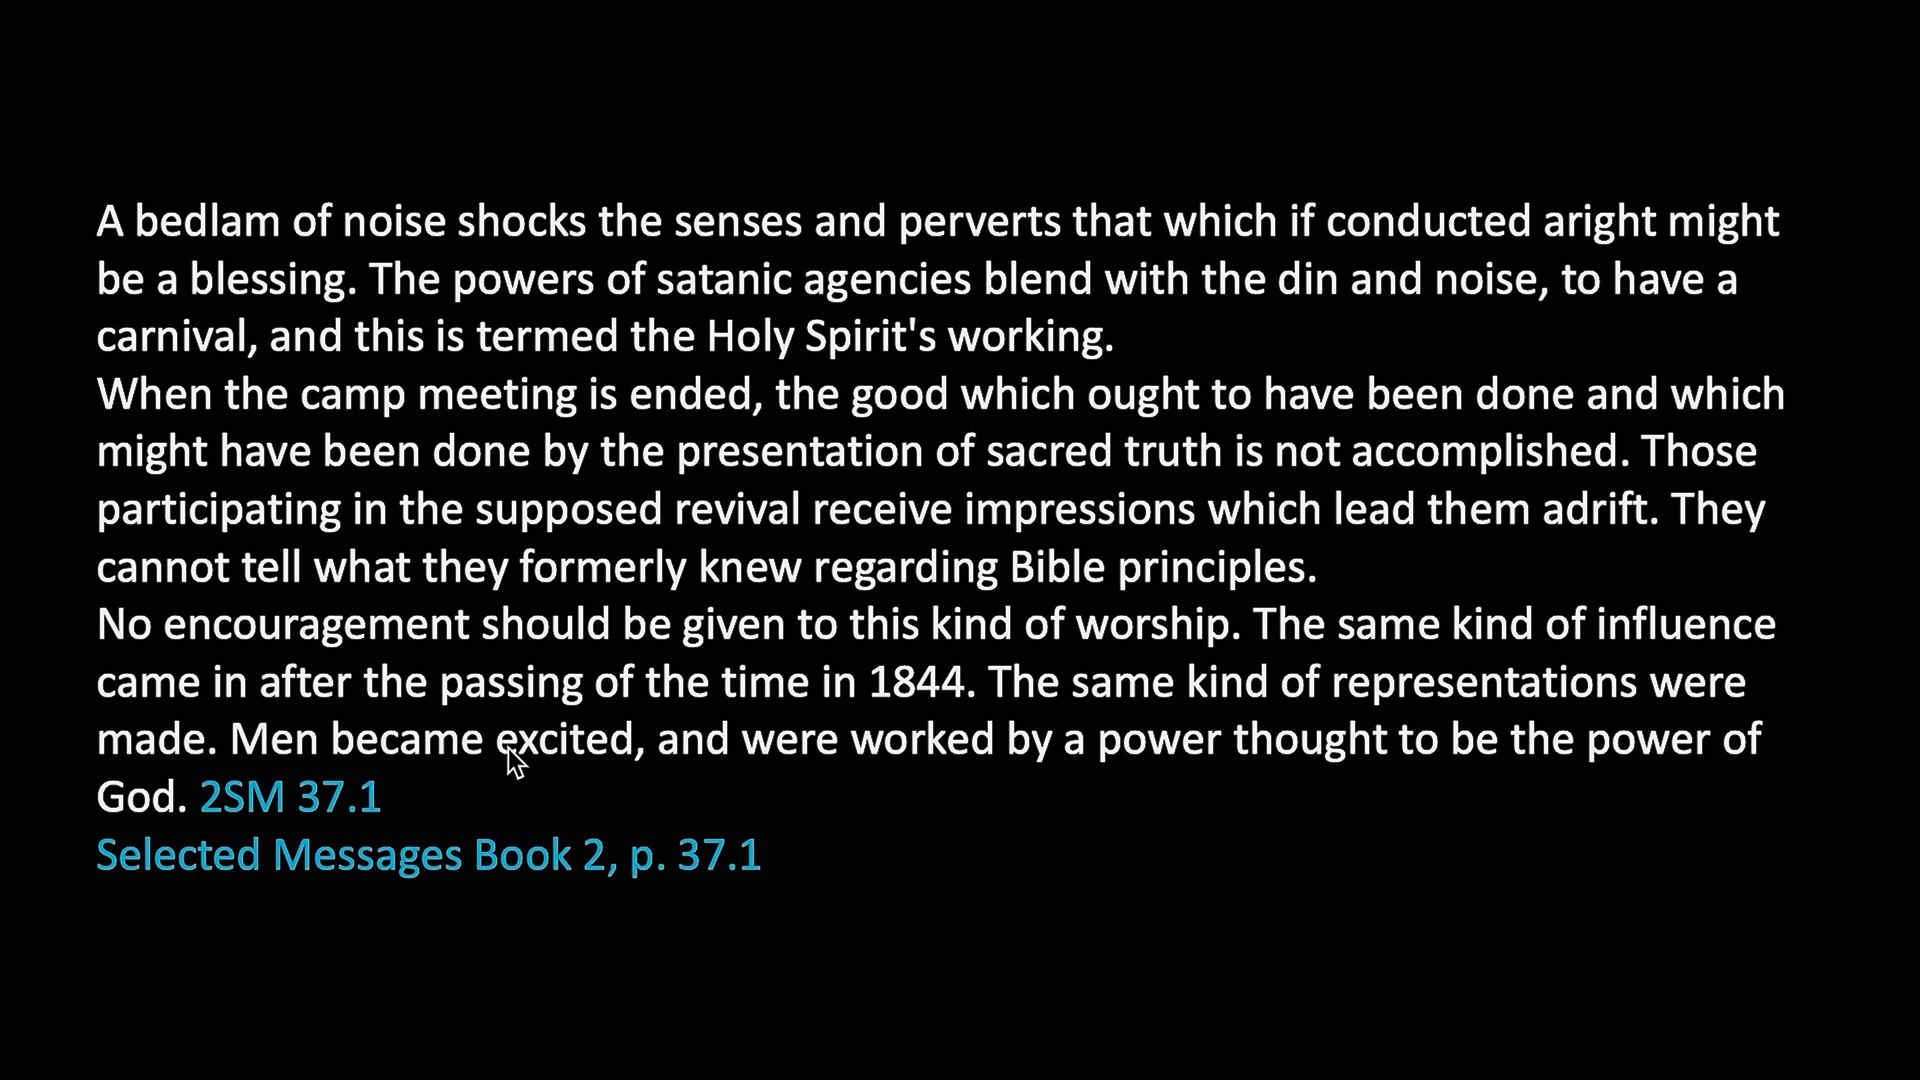 A bedlam of noise shocks the senses and perverts that which if conducted aright might
be a blessing. The powers of satanic agencies blend with the din and noise, to have a
carnival, and this is termed the Holy Spirit's working.
When the camp meeting is ended, the good which ought to have been done and which
might have been done by the presentation of sacred truth is not accomplished. Those
participating in the supposed revival receive impressions which lead them adrift. They
cannot tell what they formerly knew regarding Bible principles.
No encouragement should be given to this kind of worship. The same kind of influence
came in after the passing of the time in 1844. The same kind of representations were
made. Men became excited, and were worked by a power thought to be the power of
God. 2SM 37.1
Selected Messages Book 2, p. 37.1